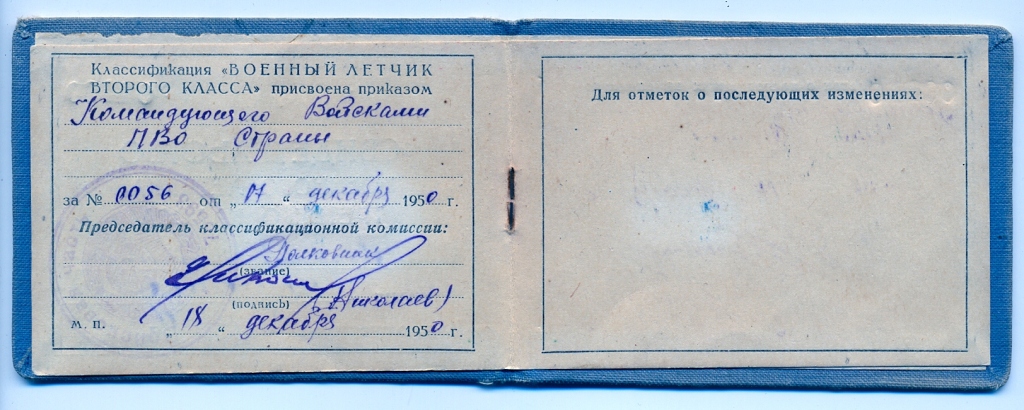 Классификация «ВОЕННЫЙ ЛЕТЧИК
ВТОРОГО КЛАССА» присвоена приказом
Командующего Войсками
ПВО Страны
за № 0056 от „ 17 “ декабря 1950 г.
Председатель классификационной комиссии:
Полковник
(звание)
(Николаев)
(подпись)
м. п. „ 18 “ декабря 1950 г.
Для отметок о последующих изменениях: